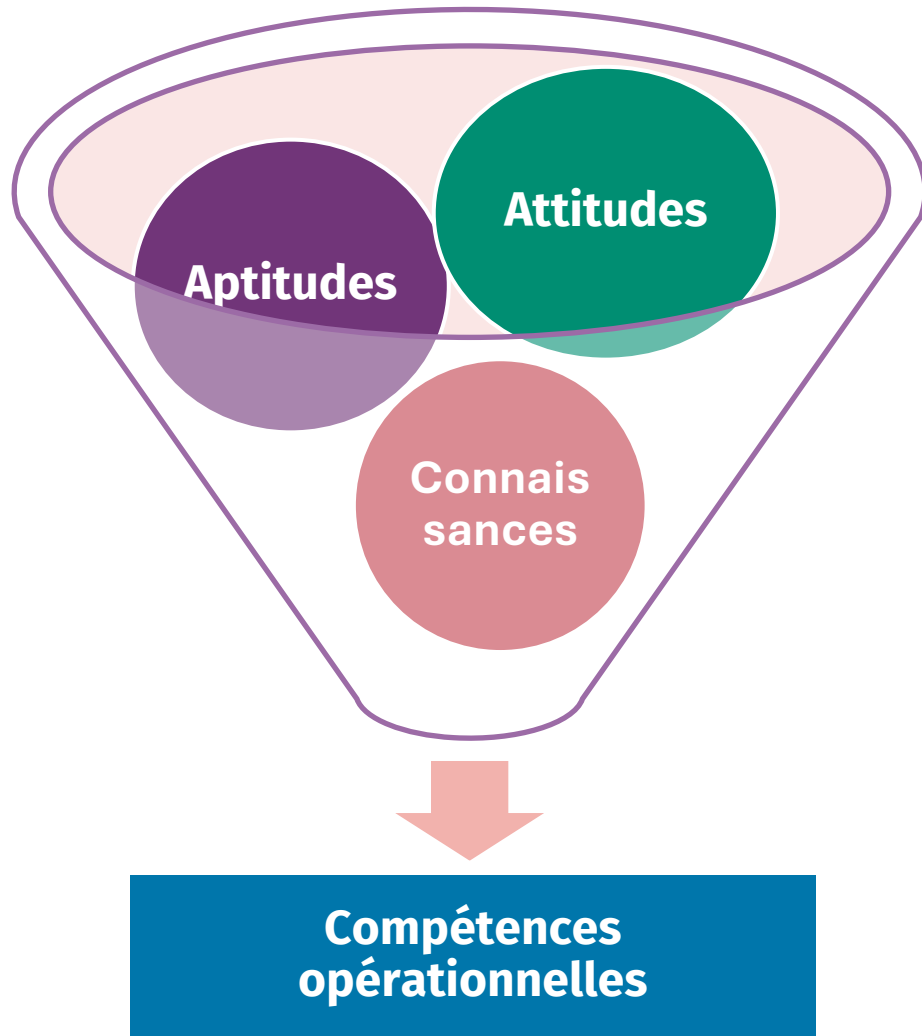 Attitudes
Aptitudes
Connais
sances
Compétences
opérationnelles